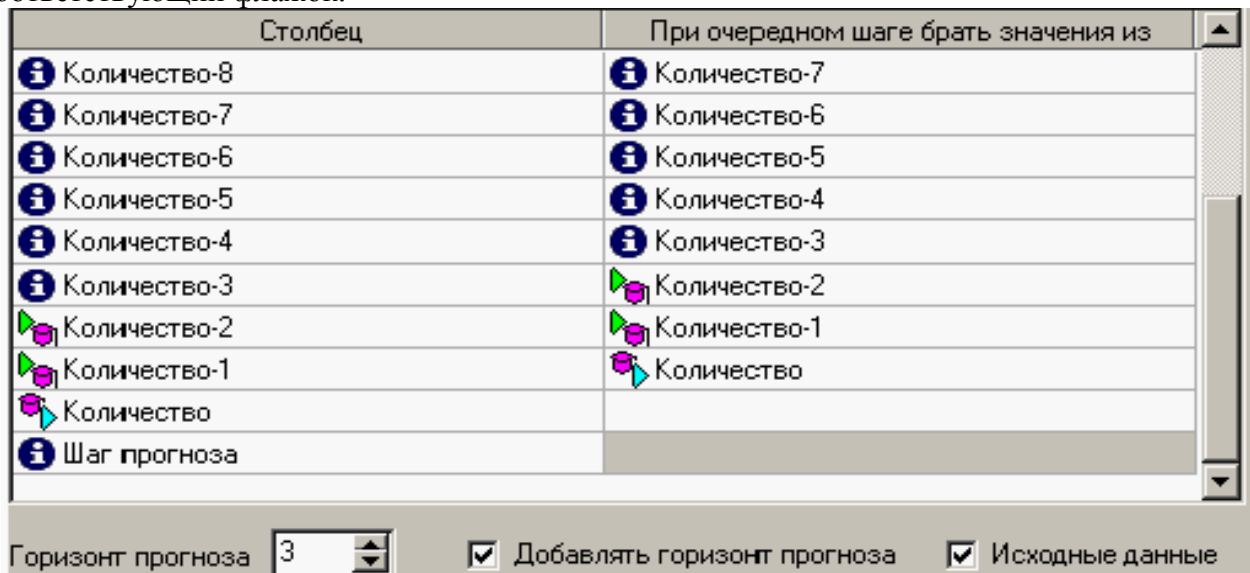 соответствующий флажок.
Столбец При очередном шаге брать значения из
Количество-8 Количество-7
Количество-7 Количество-6
Количество-6 Количество-5
Количество-5 Количество-4
Количество-4 Количество-3
Количество-3 Количество-2
Количество-2 Количество-1
Количество-1 Количество
Количество
Шаг прогноза
Горизонт прогноза 3 Добавлять горизонт прогноза Исходные данные